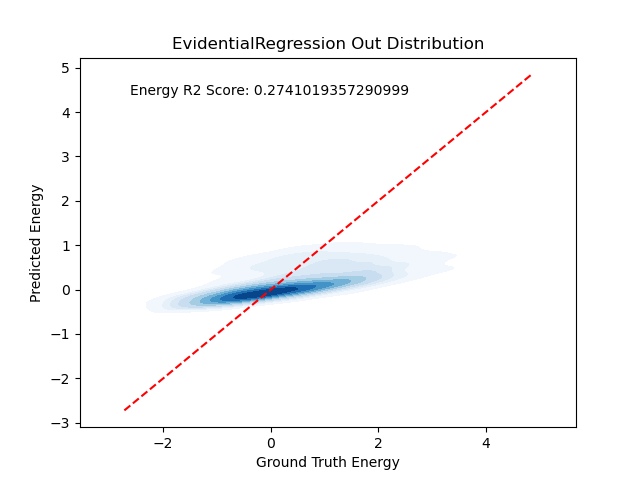 EvidentialRegression Out Distribution
Energy R2 Score: 0.2741019357290999
5
4
3
2
1
0
−1
−2
−3
Predicted Energy
−2 0 2 4
Ground Truth Energy